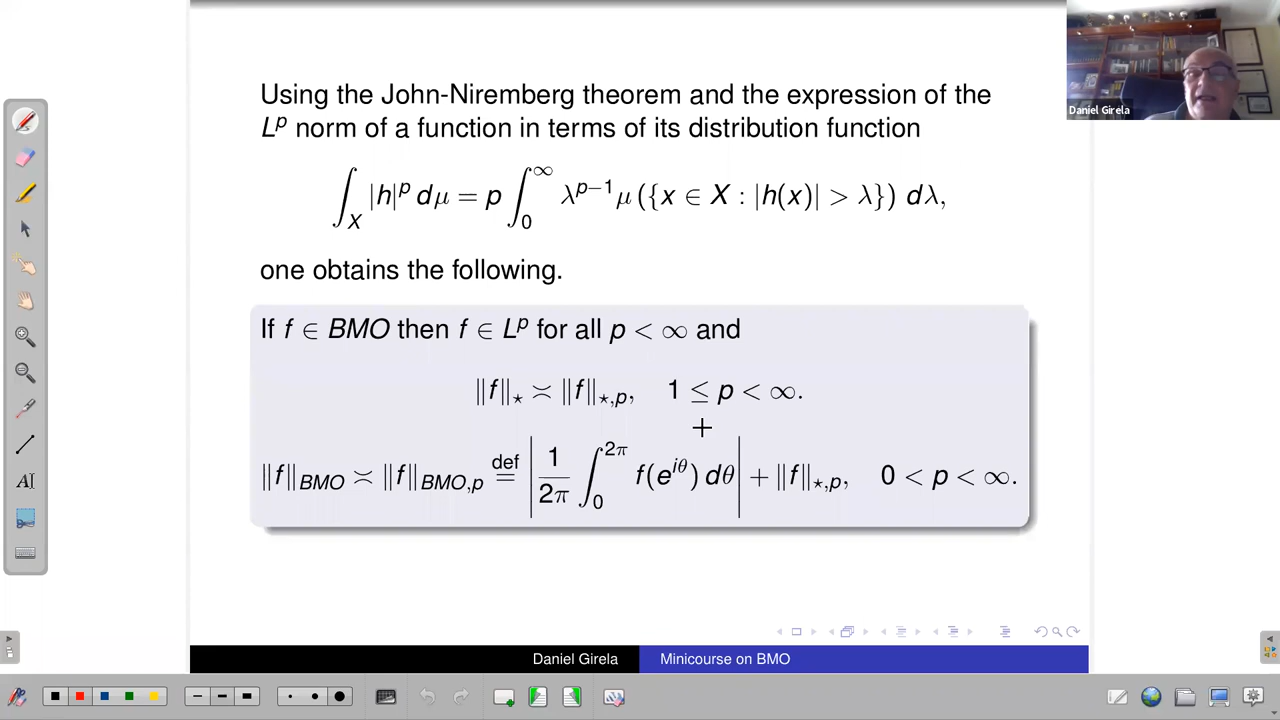 Using the John-Niremberg theorem and the expression of the
L^p norm of a function in terms of its distribution function
∫_X |h|^p dμ = p ∫_0^∞ λ^{p−1} μ ({x ∈ X : |h(x)| > λ}) dλ,
one obtains the following.
If f ∈ BMO then f ∈ L^p for all p < ∞ and
‖f‖_⋆ ≍ ‖f‖_{⋆,p}, 1 ≤ p < ∞.
‖f‖_{BMO} ≍ ‖f‖_{BMO,p} def= |1/2π ∫_0^{2π} f(e^{iθ}) dθ| + ‖f‖_{⋆,p}, 0 < p < ∞.
Daniel Girela Minicourse on BMO
Daniel Girela